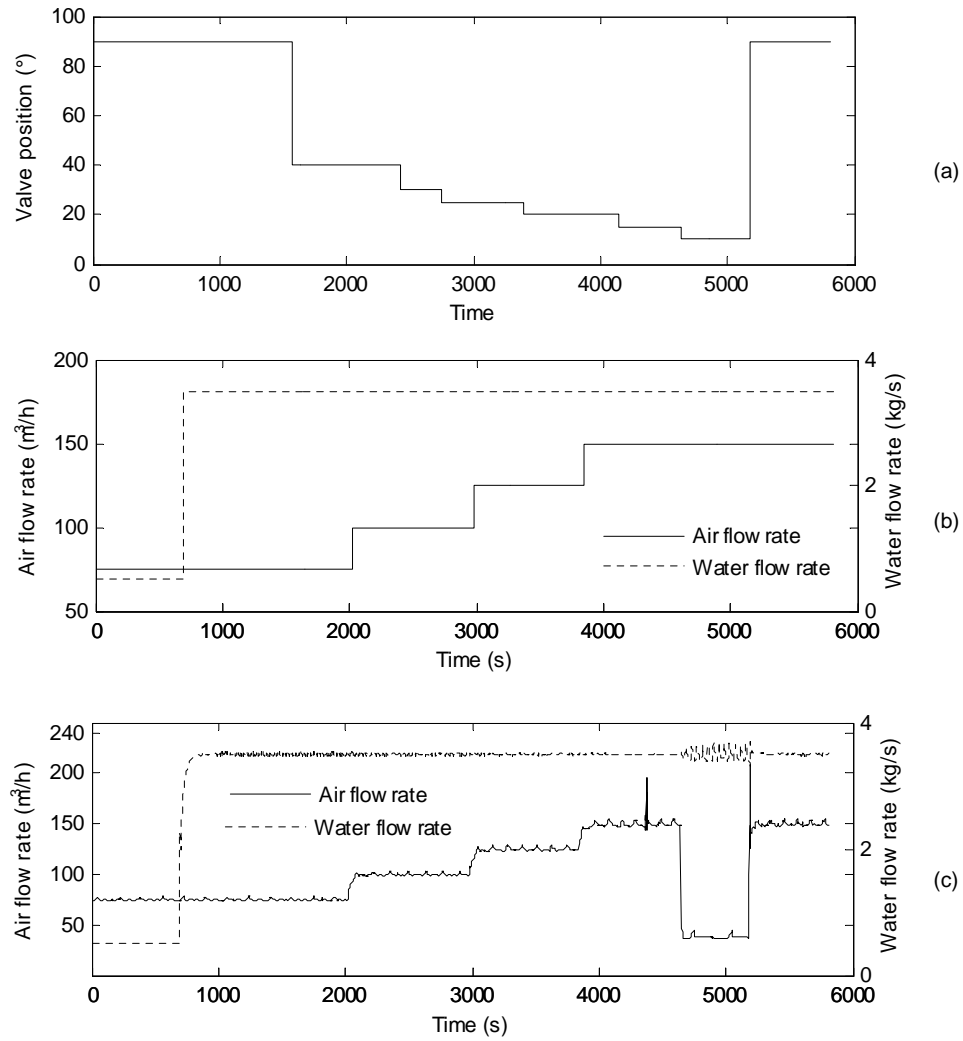 100
80
60
40
20
0
Valve position (°)
0 1000 2000 3000 4000 5000 6000
Time
(a)
200
150
100
50
Air flow rate (m³/h)
4
2
0
Water flow rate (kg/s)
Air flow rate
Water flow rate
0 1000 2000 3000 4000 5000 6000
Time (s)
(b)
240
200
150
100
50
Air flow rate (m³/h)
4
2
0
Water flow rate (kg/s)
Air flow rate
Water flow rate
0 1000 2000 3000 4000 5000 6000
Time (s)
(c)